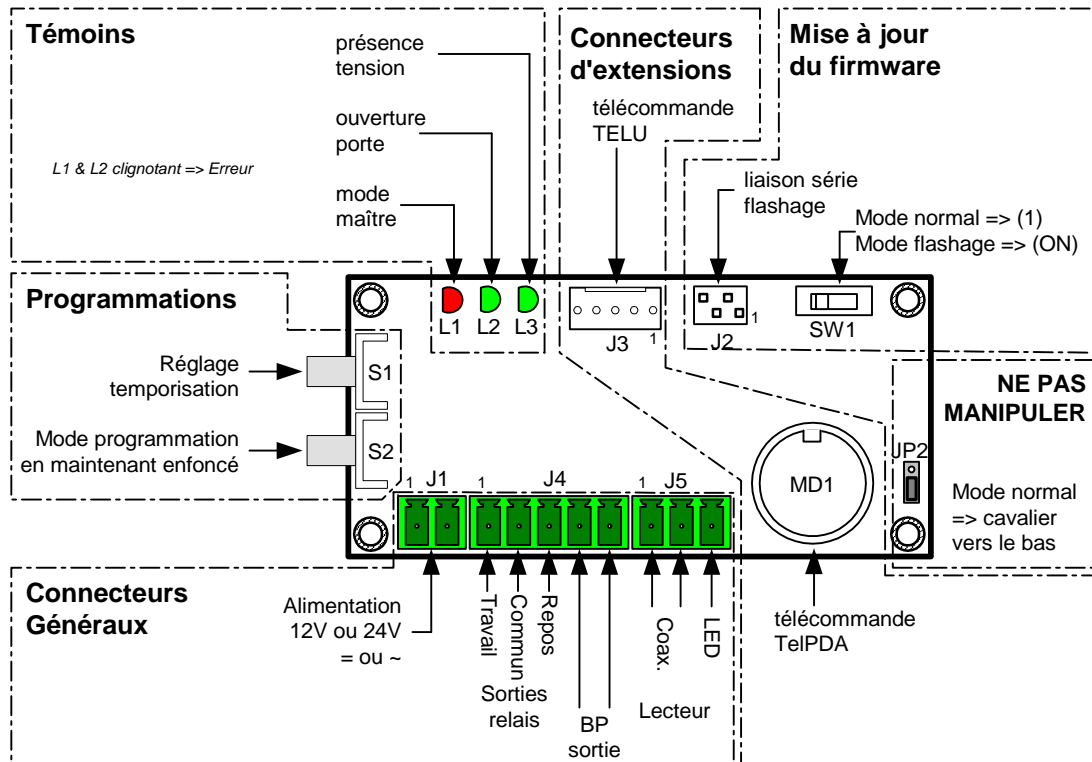 Témoins
présence
tension
ouverture
porte
L1 & L2 clignotant => Erreur
mode
maître
Connecteurs
d'extensions
télécommande
TELU
Mise à jour
du firmware
liaison série
flashage
Mode normal => (1)
Mode flashage => (ON)
Programmations
Réglage
temporisation
Mode programmation
en maintenant enfoncé
L1
L2
L3
J3
1
J2
1
SW1
S1
S2
NE PAS
MANIPULER
JP2
Mode normal
=> cavalier
vers le bas
MD1
1
J1
1
J4
1
J5
Connecteurs
Généraux
Alimentation
12V ou 24V
= ou ~
Travail
Commun
Repos
Sorties
relais
BP
sortie
Coax.
LED
Lecteur
télécommande
TelPDA